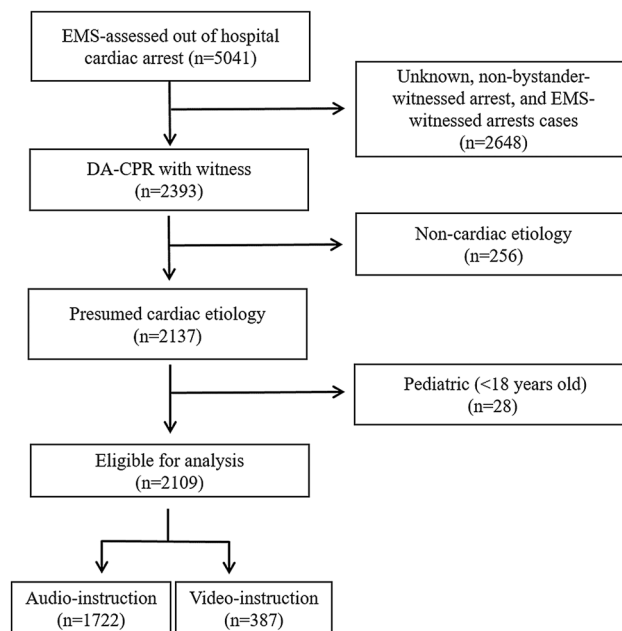 EMS-assessed out of hospital
cardiac arrest (n=5041)
Unknown, non-bystander-
witnessed arrest, and EMS-
witnessed arrests cases
(n=2648)
DA-CPR with witness
(n=2393)
Non-cardiac etiology
(n=256)
Presumed cardiac etiology
(n=2137)
Pediatric (<18 years old)
(n=28)
Eligible for analysis
(n=2109)
Audio-instruction
(n=1722)
Video-instruction
(n=387)